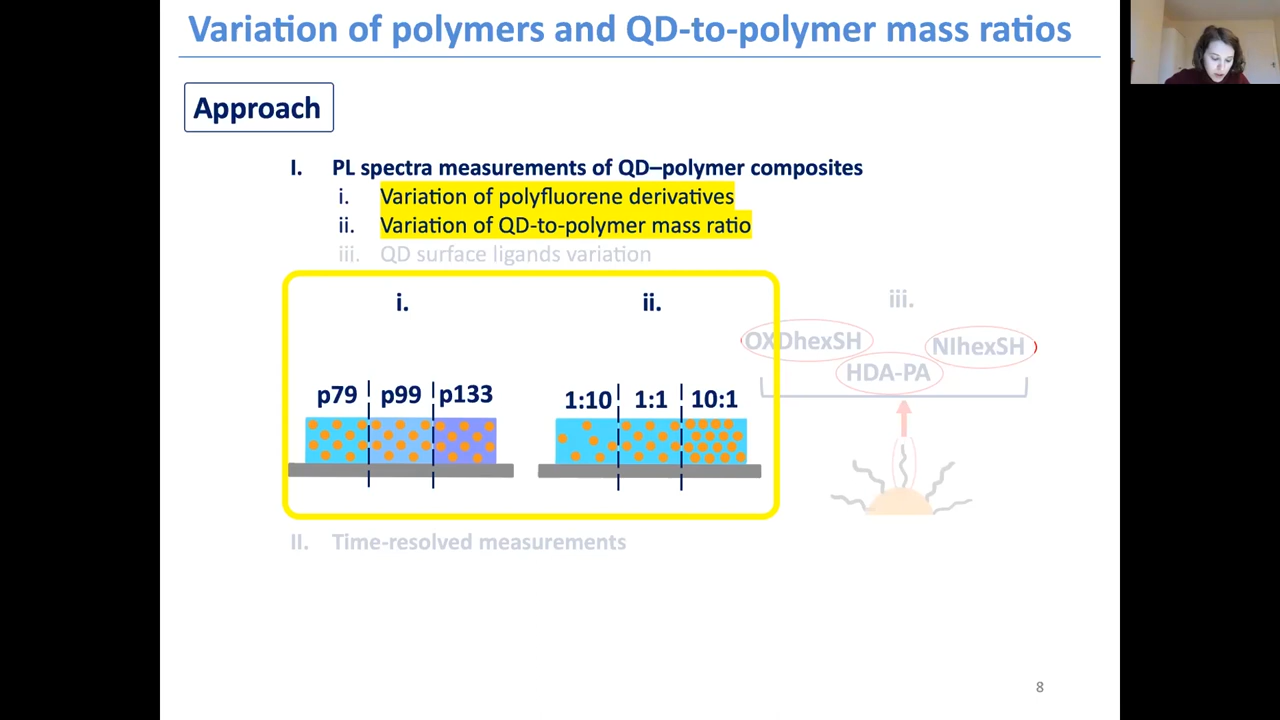 Variation of polymers and QD-to-polymer mass ratios
Approach
I. PL spectra measurements of QD–polymer composites
i. Variation of polyfluorene derivatives
ii. Variation of QD-to-polymer mass ratio
iii. QD surface ligands variation
i.
p79 p99 p133
ii.
1:10 1:1 10:1
iii.
OXDhexSH
NIhexSH
HDA-PA
II. Time-resolved measurements
8